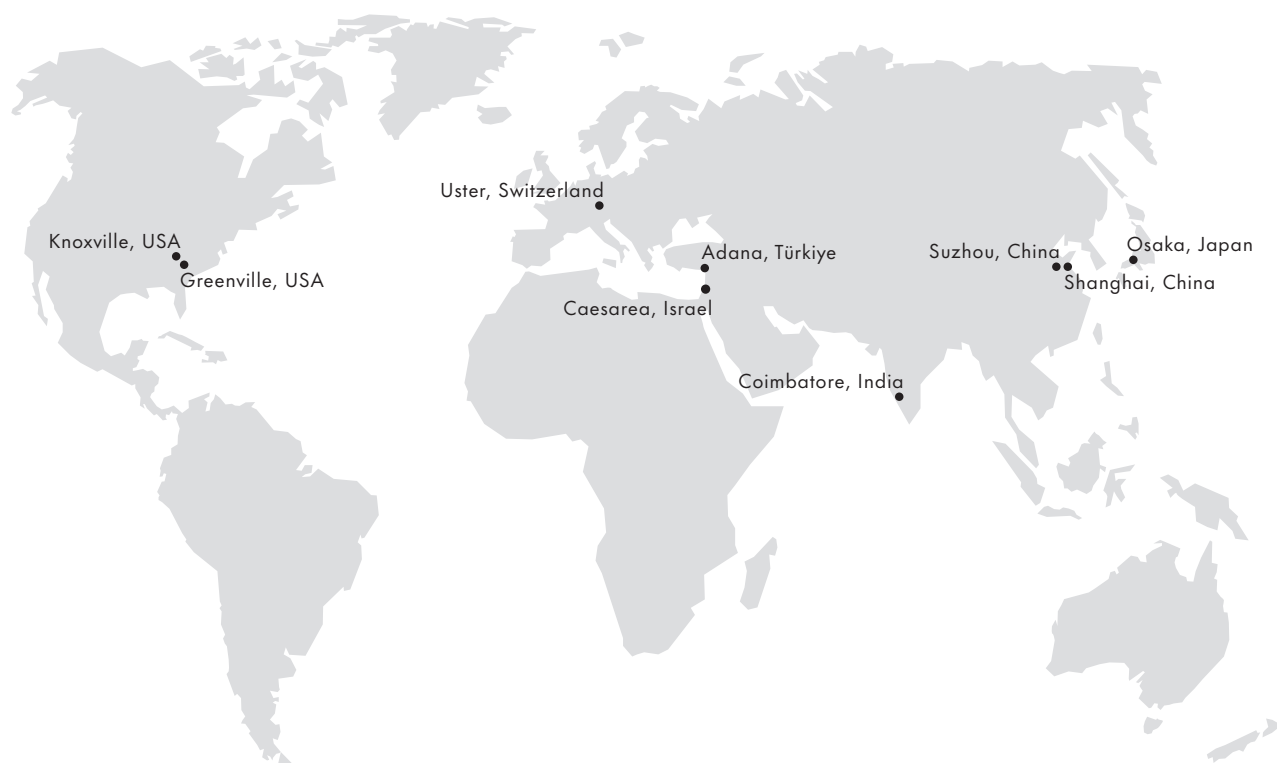 Uster, Switzerland
Knoxville, USA
Greenville, USA
Adana, Türkiye
Caesarea, Israel
Suzhou, China
Osaka, Japan
Shanghai, China
Coimbatore, India